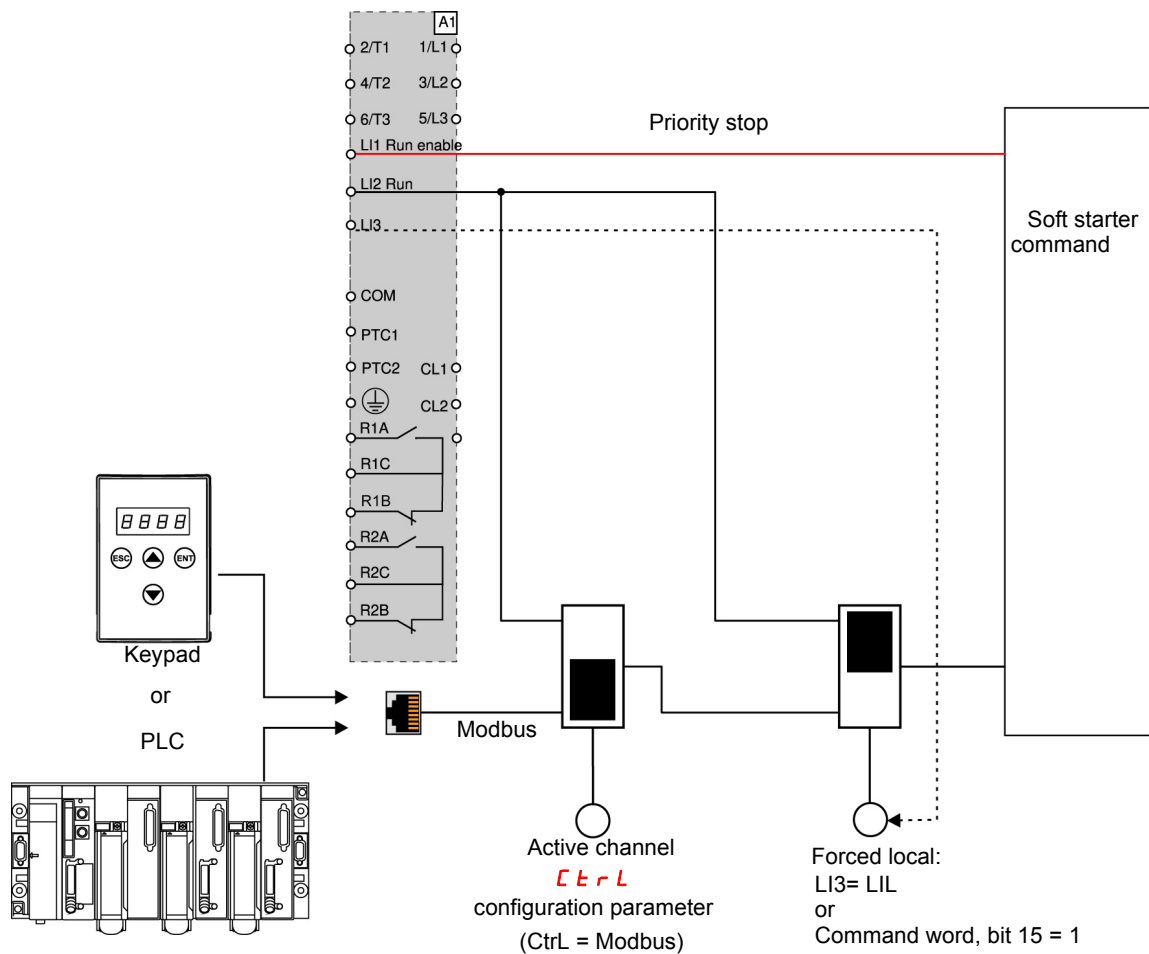 A1
2/T1 1/L1
4/T2 3/L2
6/T3 5/L3
Priority stop
LI1 Run enable
LI2 Run
LI3
Soft starter
command
COM
PTC1
PTC2 CL1
CL2
R1A
R1C
R1B
R2A
R2C
R2B
8888
ESC ENT
Keypad
or
PLC
Modbus
Active channel
CtrL
configuration parameter
(CtrL = Modbus)
Forced local:
LI3= LIL
or
Command word, bit 15 = 1